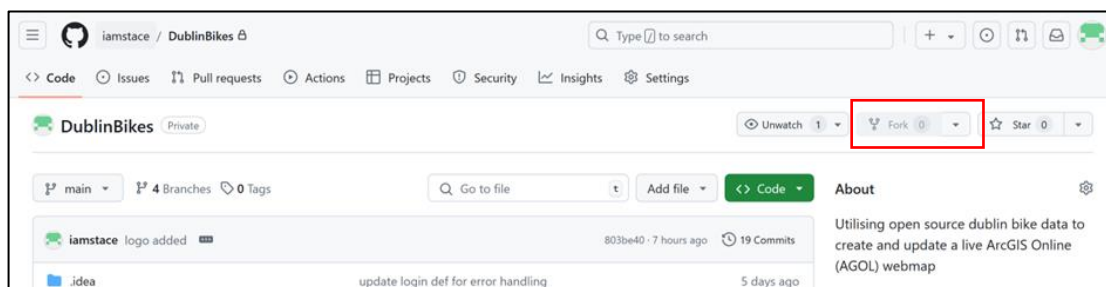 iamstace / DublinBikes
Type / to search
Code Issues Pull requests Actions Projects Security Insights Settings
DublinBikes Private Unwatch 1 Fork 0 Star 0
main 4 Branches 0 Tags Go to file t Add file Code About
iamstace logo added 803be40 · 7 hours ago 19 Commits
Utilising open source dublin bike data to
create and update a live ArcGIS Online
(AGOL) webmap
.idea update login def for error handling 5 days ago